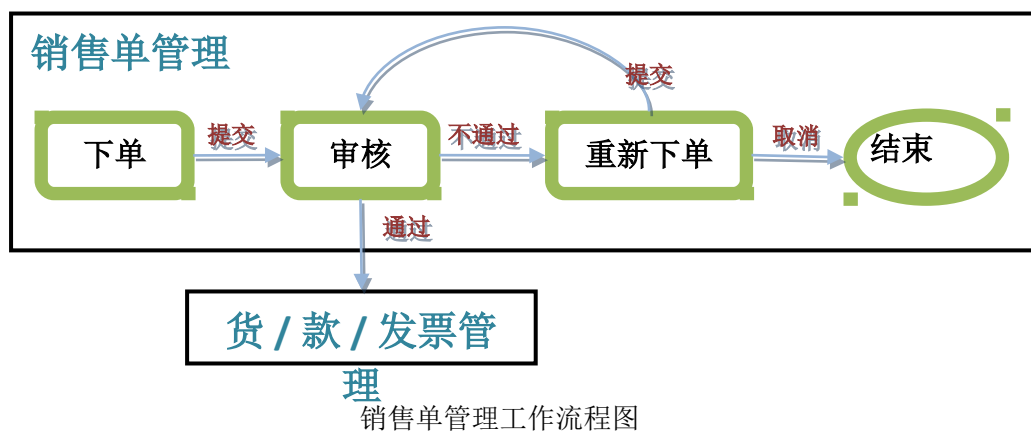 销售单管理
提交
下单
提交
审核
不通过
重新下单
取消
结束
通过
货 / 款 / 发票管
理
销售单管理工作流程图